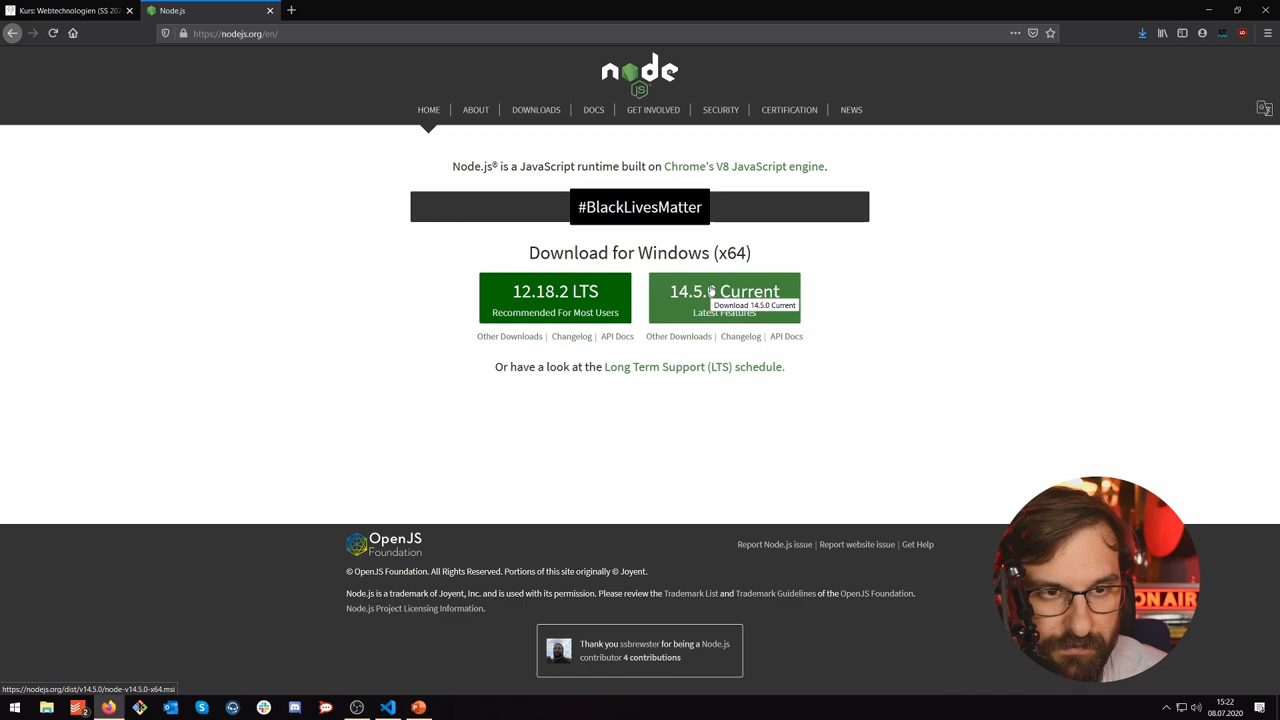 Kurs: Webtechnologien (SS 202
Node.js
https://nodejs.org/en/
node
JS
HOME
ABOUT
DOWNLOADS
DOCS
GET INVOLVED
SECURITY
CERTIFICATION
NEWS
Node.js® is a JavaScript runtime built on Chrome's V8 JavaScript engine.
#BlackLivesMatter
Download for Windows (x64)
12.18.2 LTS
Recommended For Most Users
14.5.0 Current
Download 14.5.0 Current
Latest Features
Other Downloads | Changelog | API Docs
Other Downloads | Changelog | API Docs
Or have a look at the Long Term Support (LTS) schedule.
OpenJS
Foundation
Report Node.js issue | Report website issue | Get Help
© OpenJS Foundation. All Rights Reserved. Portions of this site originally © Joyent.
Node.js is a trademark of Joyent, Inc. and is used with its permission. Please review the Trademark List and Trademark Guidelines of the OpenJS Foundation.
Node.js Project Licensing Information.
Thank you ssbrewster for being a Node.js
contributor 4 contributions
ON AIR
https://nodejs.org/dist/v14.5.0/node-v14.5.0-x64.msi
2
15:22
08.07.2020